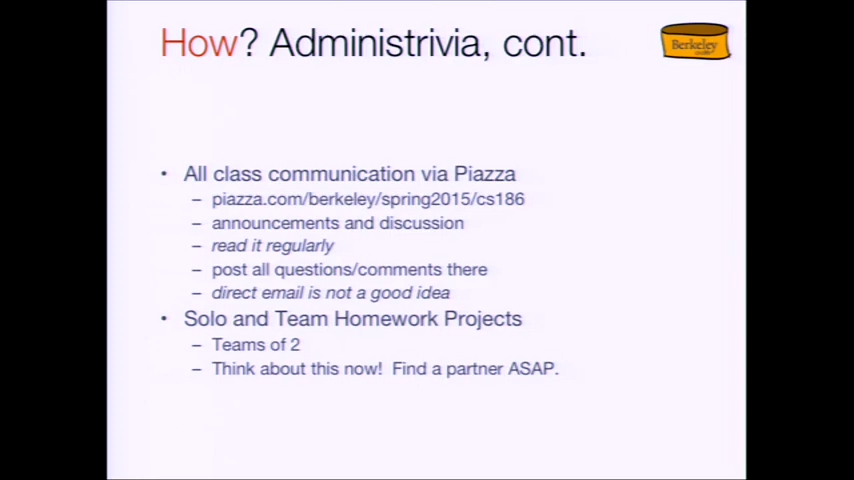 How? Administrivia, cont.
Berkeley
• All class communication via Piazza
– piazza.com/berkeley/spring2015/cs186
– announcements and discussion
– read it regularly
– post all questions/comments there
– direct email is not a good idea
• Solo and Team Homework Projects
– Teams of 2
– Think about this now! Find a partner ASAP.